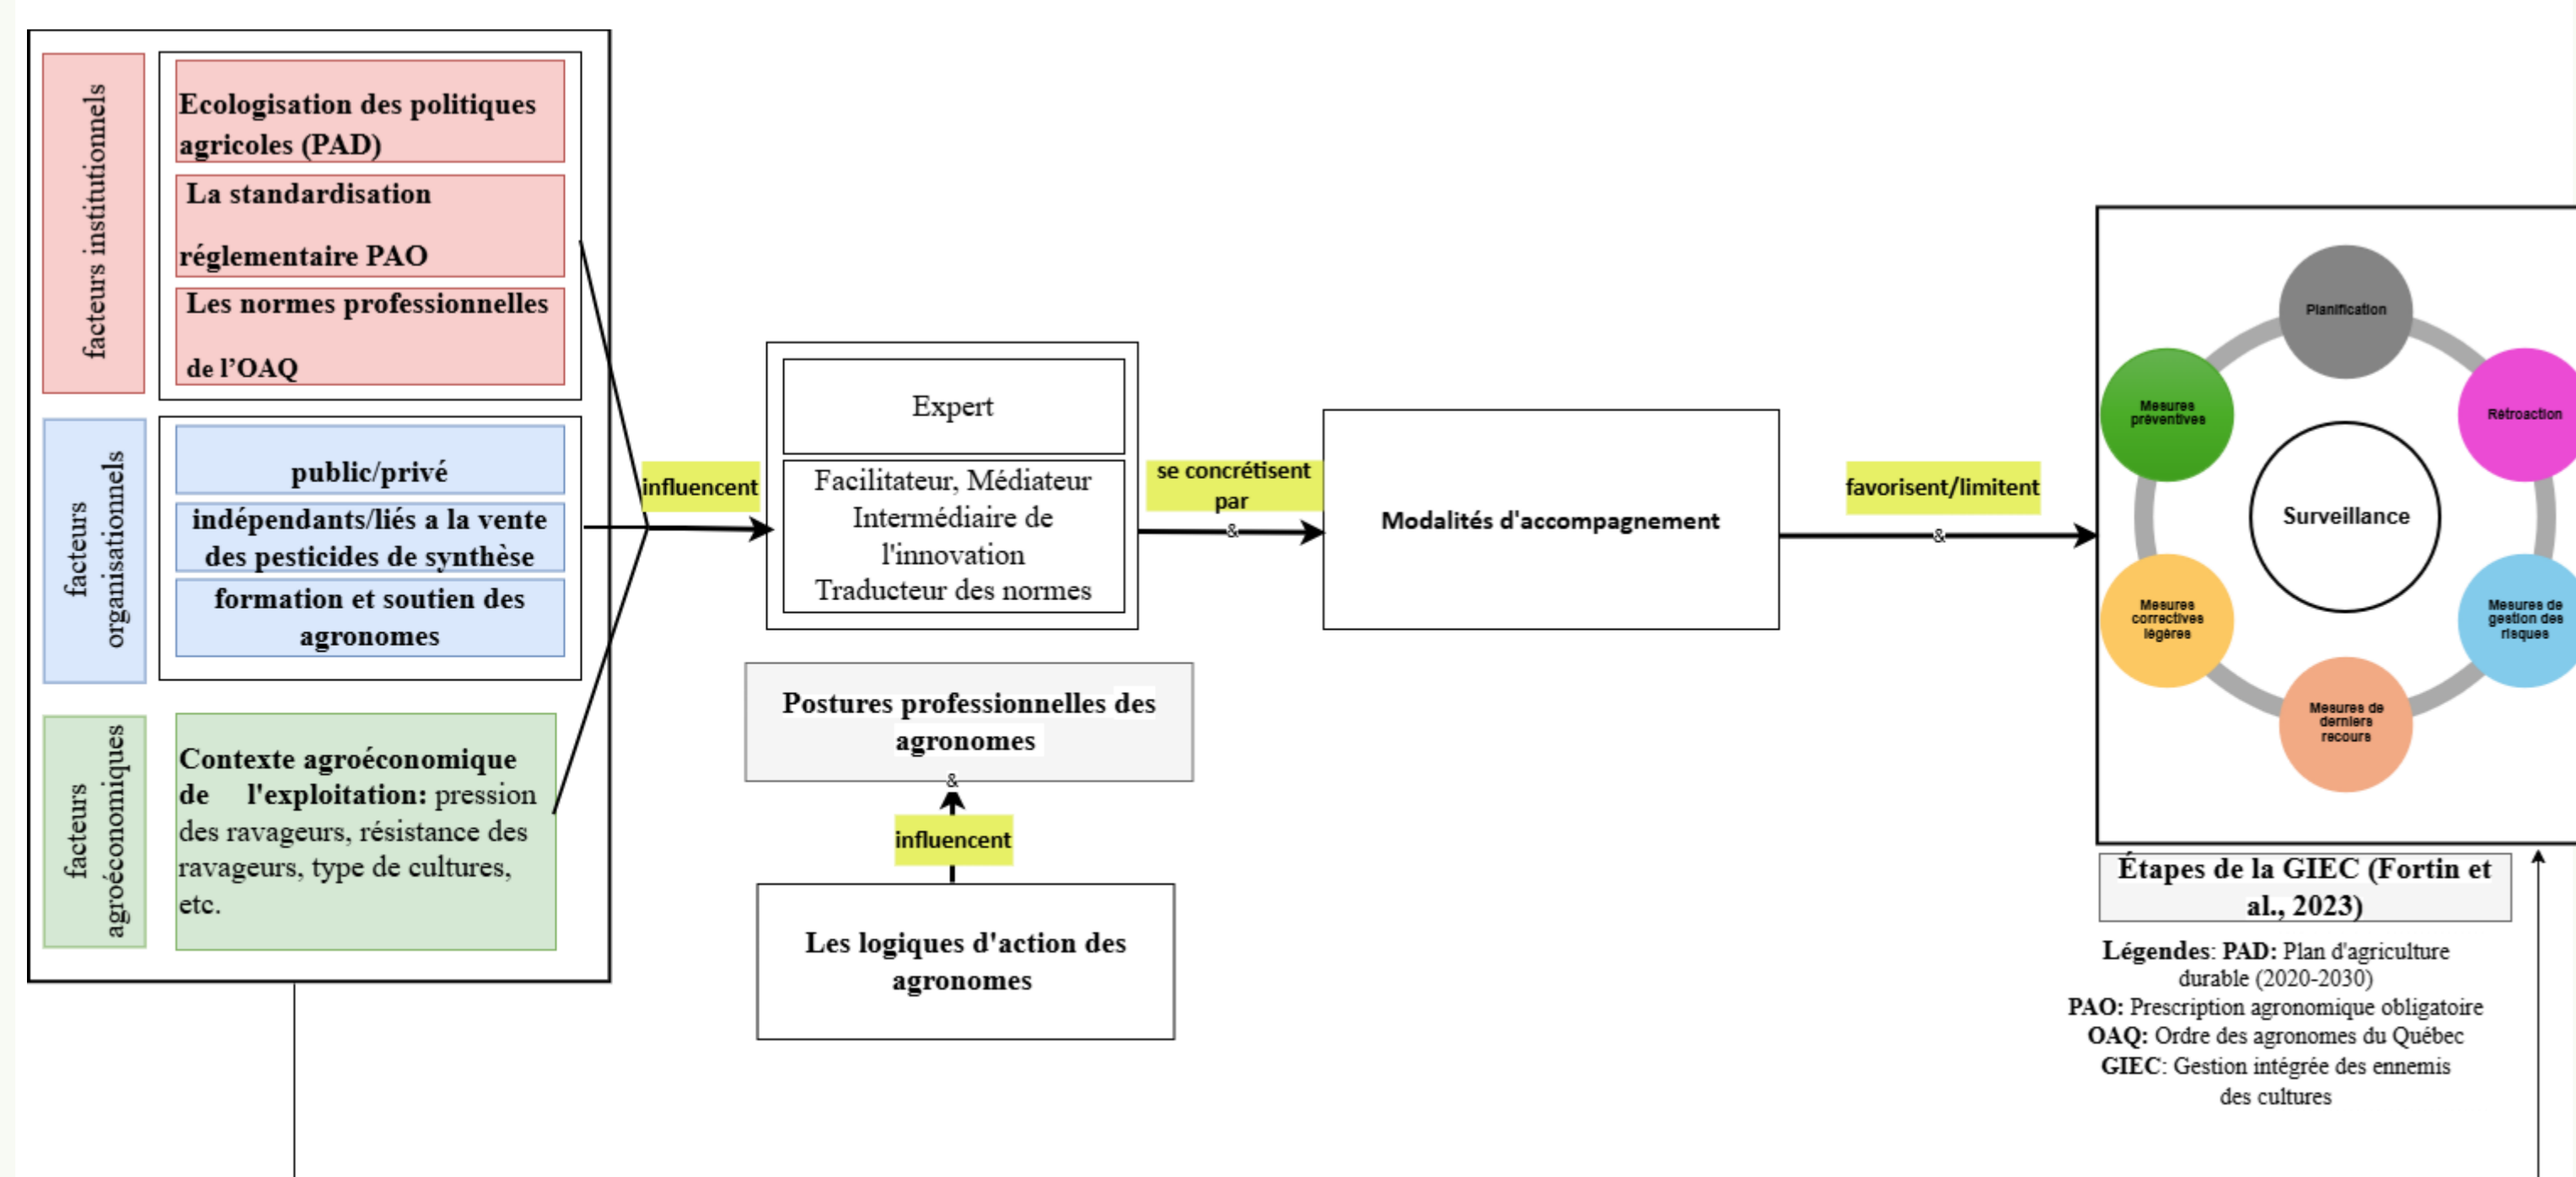 facteurs institutionnels
Ecologisation des politiques
agricoles (PAD)
La standardisation
réglementaire PAO
Les normes professionnelles
de l’OAQ
facteurs
organisationnels
public/privé
indépendants/liés a la vente
des pesticides de synthèse
formation et soutien des
agronomes
facteurs
agroéconomiques
Contexte agroéconomique
de l'exploitation: pression
des ravageurs, résistance des
ravageurs, type de cultures,
etc.
influencent
Expert
Facilitateur, Médiateur
Intermédiaire de
l'innovation
Traducteur des normes
Postures professionnelles des
agronomes
&
influencent
Les logiques d'action des
agronomes
se concrétisent
par
&
Modalités d'accompagnement
favorisent/limitent
&
Planification
Mesures
préventives
Rétroaction
Surveillance
Mesures
correctives
légères
Mesures de
gestion des
risques
Mesures de
derniers
recours
Étapes de la GIEC (Fortin et
al., 2023)
Légendes: PAD: Plan d'agriculture
durable (2020-2030)
PAO: Prescription agronomique obligatoire
OAQ: Ordre des agronomes du Québec
GIEC: Gestion intégrée des ennemis
des cultures